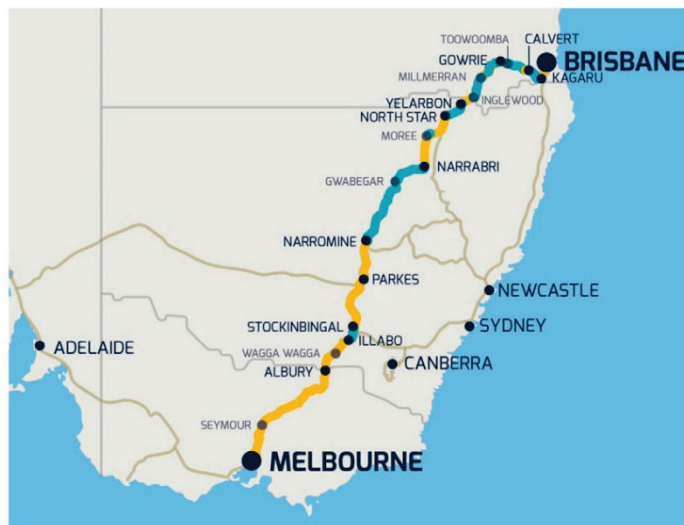 TOOWOOMBA
CALVERT
GOWRIE
BRISBANE
MILLMERRAN
KAGARU
YELARBON
INGLEWOOD
NORTH STAR
MOREE
NARRABRI
GWABEGAR
NARROMINE
PARKES
NEWCASTLE
STOCKINBINGAL
SYDNEY
ILLABO
ADELAIDE
WAGGA WAGGA
CANBERRA
ALBURY
SEYMOUR
MELBOURNE